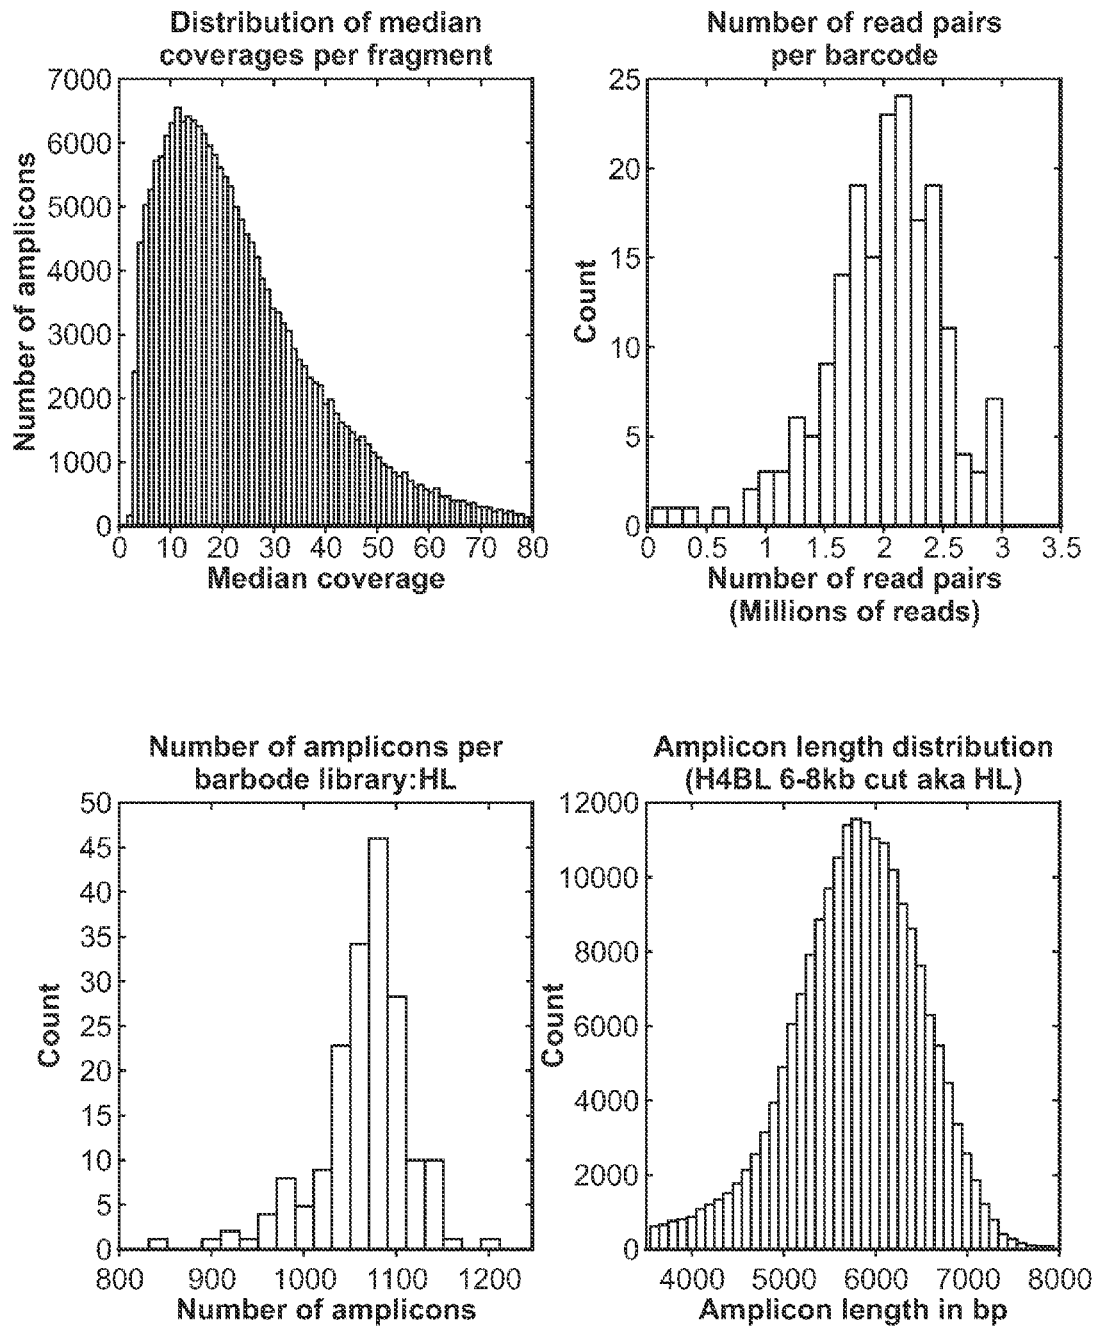 Distribution of median
coverages per fragment
7000
6000
5000
4000
3000
2000
1000
0
Number of amplicons
0 10 20 30 40 50 60 70 80
Median coverage
Number of read pairs
per barcode
25
20
15
10
5
0
Count
0 0.5 1 1.5 2 2.5 3 3.5
Number of read pairs
(Millions of reads)
Number of amplicons per
barbode library:HL
50
45
40
35
30
25
20
15
10
5
0
Count
800 900 1000 1100 1200
Number of amplicons
Amplicon length distribution
(H4BL 6-8kb cut aka HL)
12000
10000
8000
6000
4000
2000
0
Count
4000 5000 6000 7000 8000
Amplicon length in bp